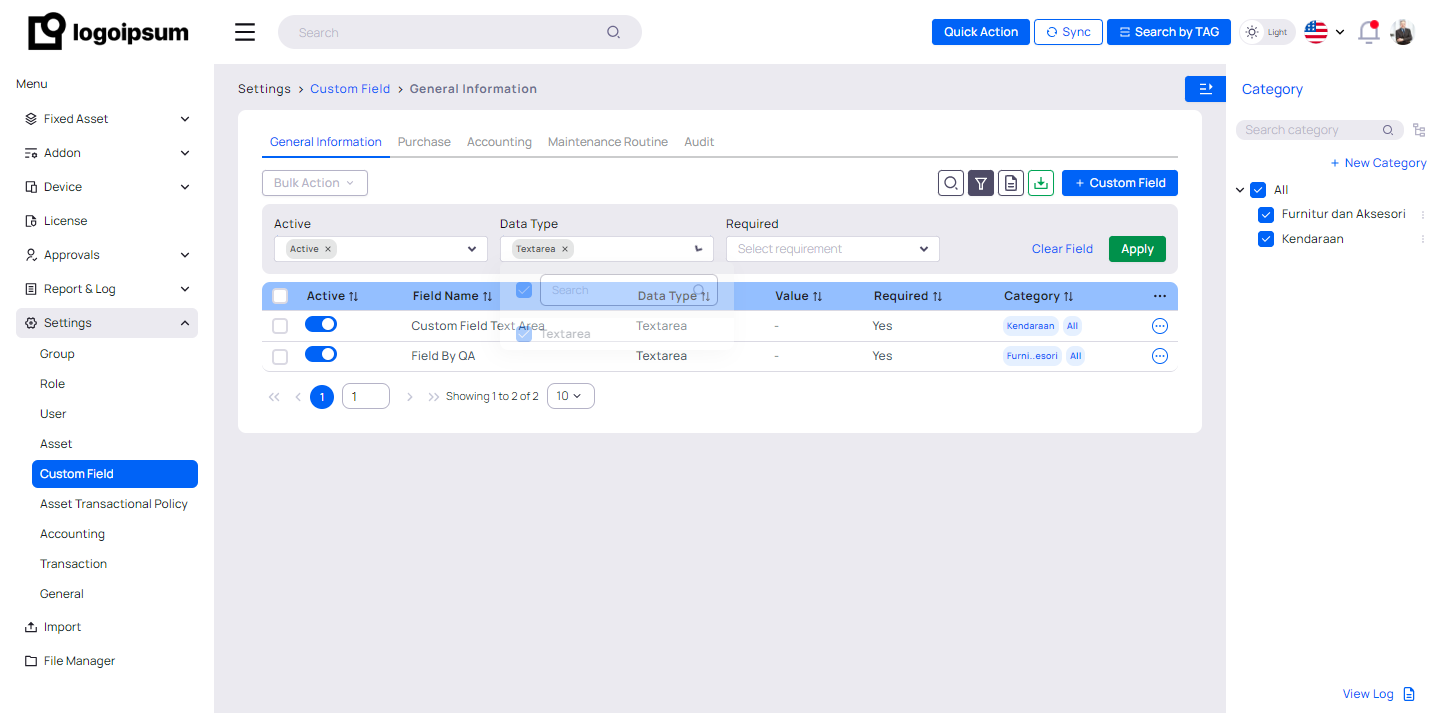 logoipsum
Search
Quick Action
Sync
Search by TAG
Light
Menu
Fixed Asset
Addon
Device
License
Approvals
Report & Log
Settings
Group
Role
User
Asset
Custom Field
Asset Transactional Policy
Accounting
Transaction
General
Import
File Manager
Settings > Custom Field > General Information
General Information Purchase Accounting Maintenance Routine Audit
Bulk Action
+ Custom Field
Active Data Type Required
Active × Textarea × Select requirement
Clear Field Apply
Search
Textarea
Active Field Name Data Type Value Required Category ...
Custom Field Text Area Textarea - Yes Kendaraan All
Field By QA Textarea - Yes Furni..esori All
1 1 Showing 1 to 2 of 2 10
Category
Search category
+ New Category
All
Furnitur dan Aksesori
Kendaraan
View Log